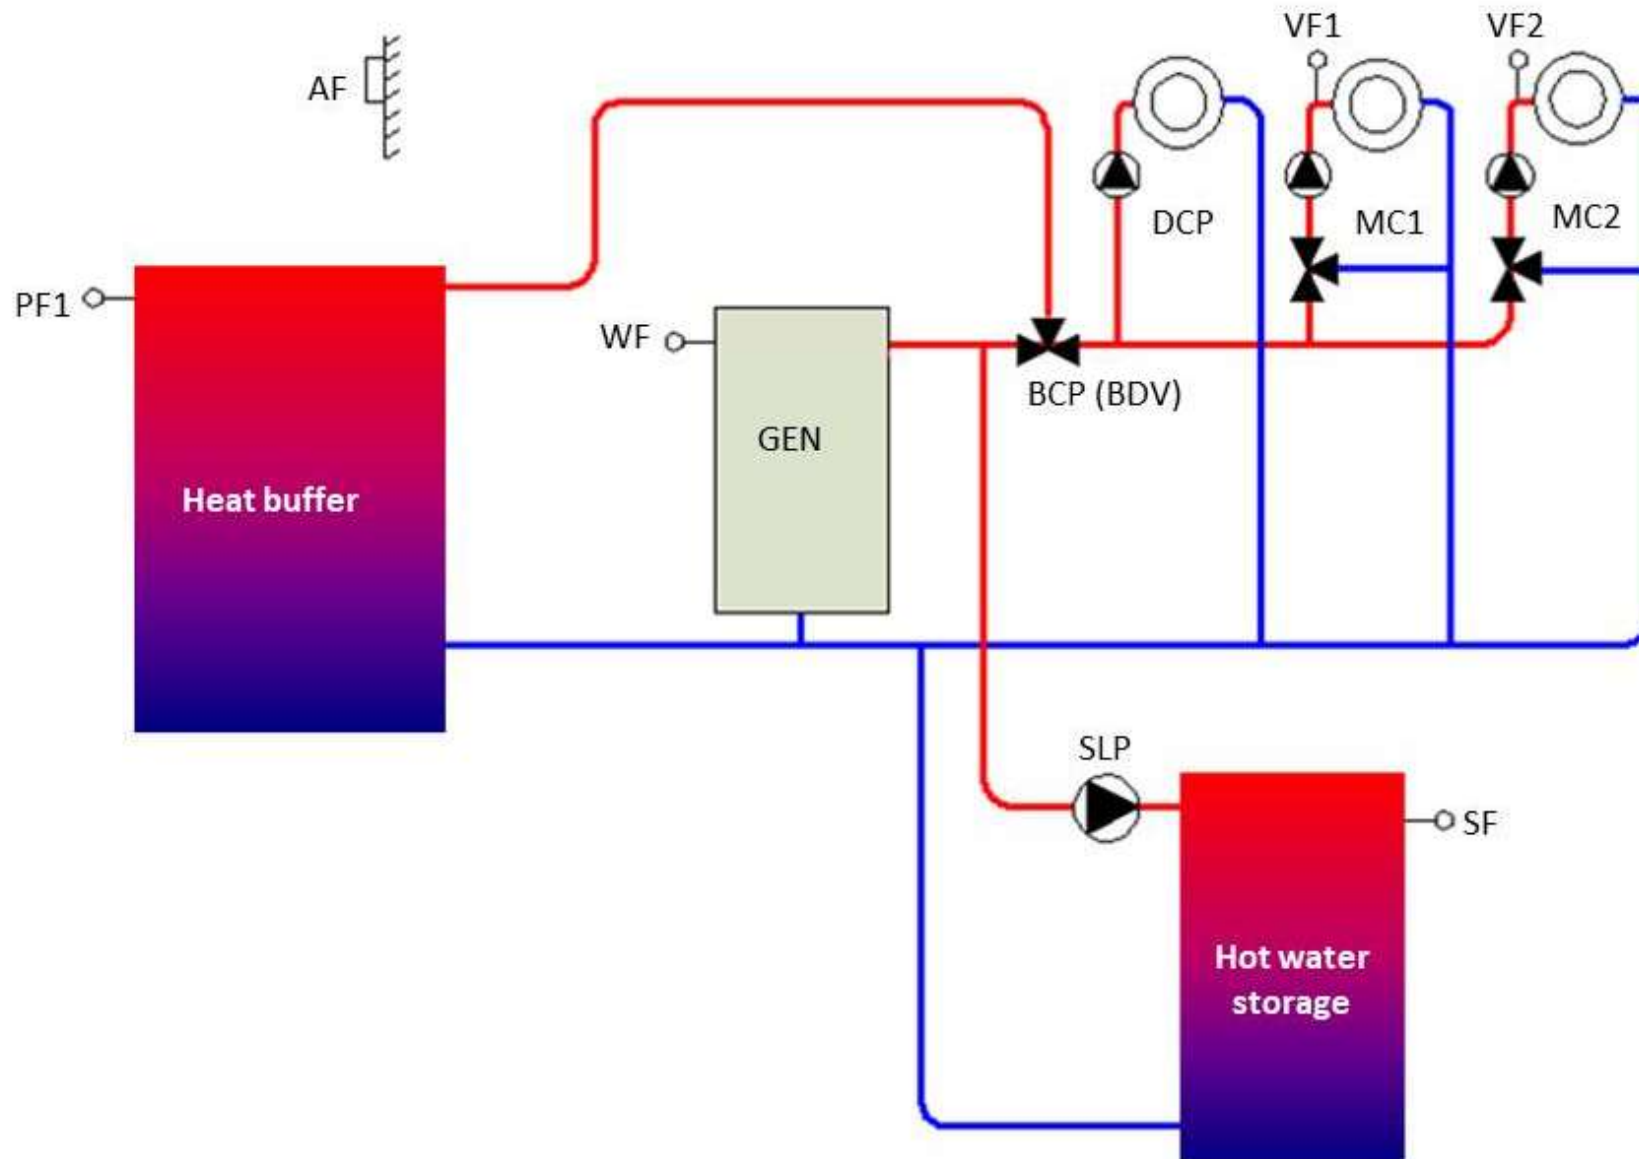 VF1
VF2
AF
DCP
MC1
MC2
PF1
WF
BCP (BDV)
GEN
Heat buffer
SLP
SF
Hot water
storage